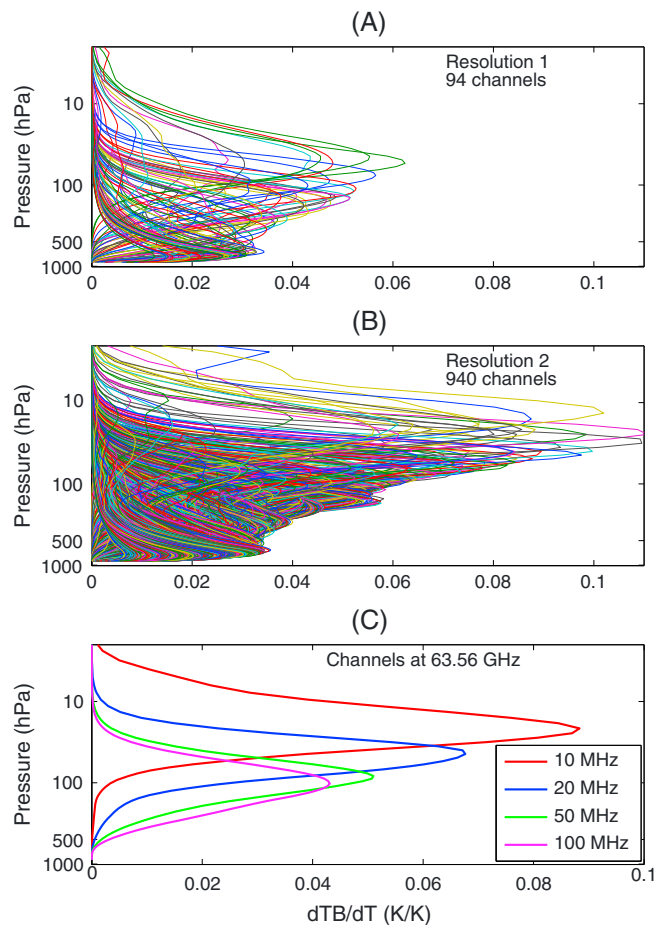 (A)
Resolution 1
94 channels
Pressure (hPa)
10
100
500
1000
0
0.02
0.04
0.06
0.08
0.1
(B)
Resolution 2
940 channels
Pressure (hPa)
10
100
500
1000
0
0.02
0.04
0.06
0.08
0.1
(C)
Channels at 63.56 GHz
Pressure (hPa)
10
100
500
1000
10 MHz
20 MHz
50 MHz
100 MHz
0
0.02
0.04
0.06
0.08
0.1
dTB/dT (K/K)